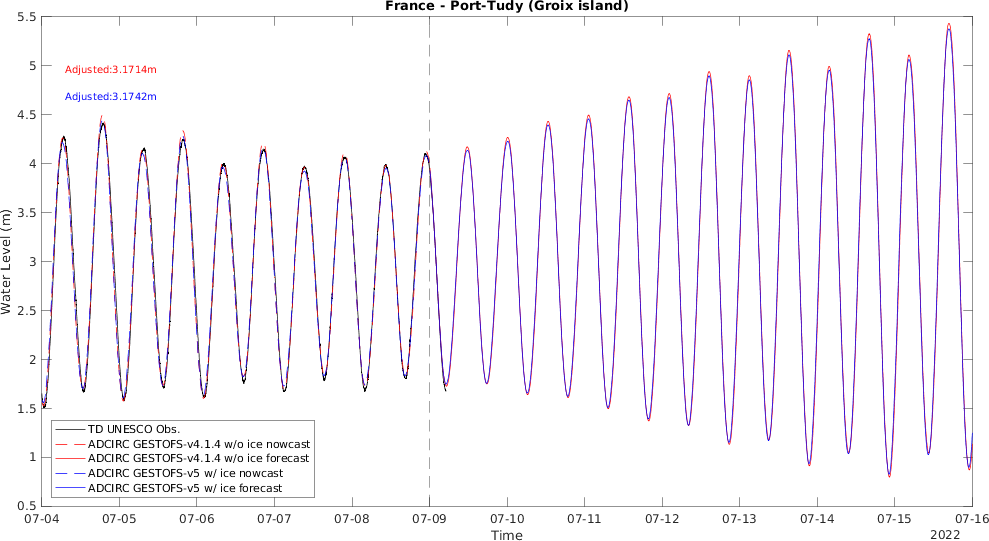 France - Port-Tudy (Groix island)
5.5
5
4.5
4
3.5
3
2.5
2
1.5
1
0.5
Water Level (m)
Adjusted:3.1714m
Adjusted:3.1742m
TD UNESCO Obs.
ADCIRC GESTOFS-v4.1.4 w/o ice nowcast
ADCIRC GESTOFS-v4.1.4 w/o ice forecast
ADCIRC GESTOFS-v5 w/ ice nowcast
ADCIRC GESTOFS-v5 w/ ice forecast
07-04 07-05 07-06 07-07 07-08 07-09 07-10 07-11 07-12 07-13 07-14 07-15 07-16
Time
2022